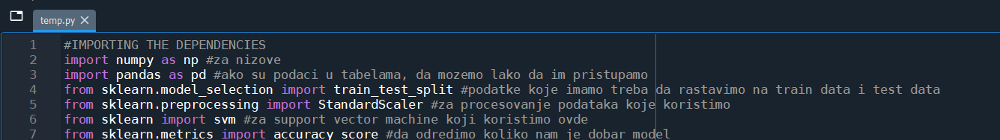 temp.py
1 #IMPORTING THE DEPENDENCIES
2 import numpy as np #za nizove
3 import pandas as pd #ako su podaci u tabelama, da mozemo lako da im pristupamo
4 from sklearn.model_selection import train_test_split #podatke koje imamo treba da rastavimo na train data i test data
5 from sklearn.preprocessing import StandardScaler #za procesovanje podataka koje koristimo
6 from sklearn import svm #za support vector machine koji koristimo ovde
7 from sklearn.metrics import accuracy_score #da odredimo koliko nam je dobar model